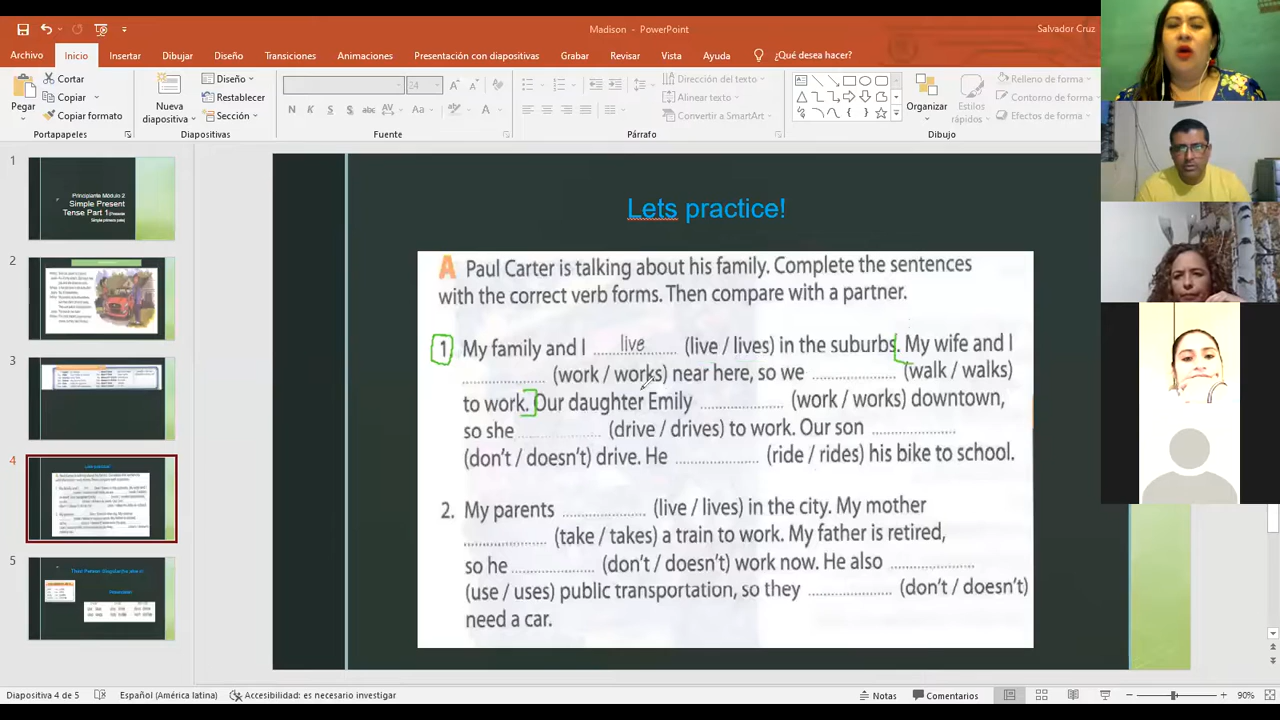 Madison - PowerPoint
Salvador Cruz
Archivo Inicio Insertar Dibujar Diseño Transiciones Animaciones Presentación con diapositivas Grabar Revisar Vista Ayuda ¿Qué desea hacer?
Pegar
Cortar
Copiar
Copiar formato
Portapapeles
Nueva diapositiva
Diseño
Restablecer
Sección
Diapositivas
24
N K S abc AV Aa
Fuente
Dirección del texto
Alinear texto
Convertir a SmartArt
Párrafo
Organizar
Estilos rápidos
Relleno de forma
Contorno de forma
Efectos de forma
Dibujo
1
Principiante Módulo 2
Simple Present
Tense Part 1
2
3
4
5
Lets practice!
A Paul Carter is talking about his family. Complete the sentences
with the correct verb forms. Then compare with a partner.
1 My family and I live (live / lives) in the suburbs. My wife and I
............... (work / works) near here, so we ............... (walk / walks)
to work. Our daughter Emily ............... (work / works) downtown,
so she ............... (drive / drives) to work. Our son ...............
(don't / doesn't) drive. He ............... (ride / rides) his bike to school.
2. My parents ............... (live / lives) in the city. My mother
............... (take / takes) a train to work. My father is retired,
so he ............... (don't / doesn't) work now. He also ...............
(use / uses) public transportation, so they ............... (don't / doesn't)
need a car.
Diapositiva 4 de 5 Español (América latina) Accesibilidad: es necesario investigar Notas Comentarios 90%